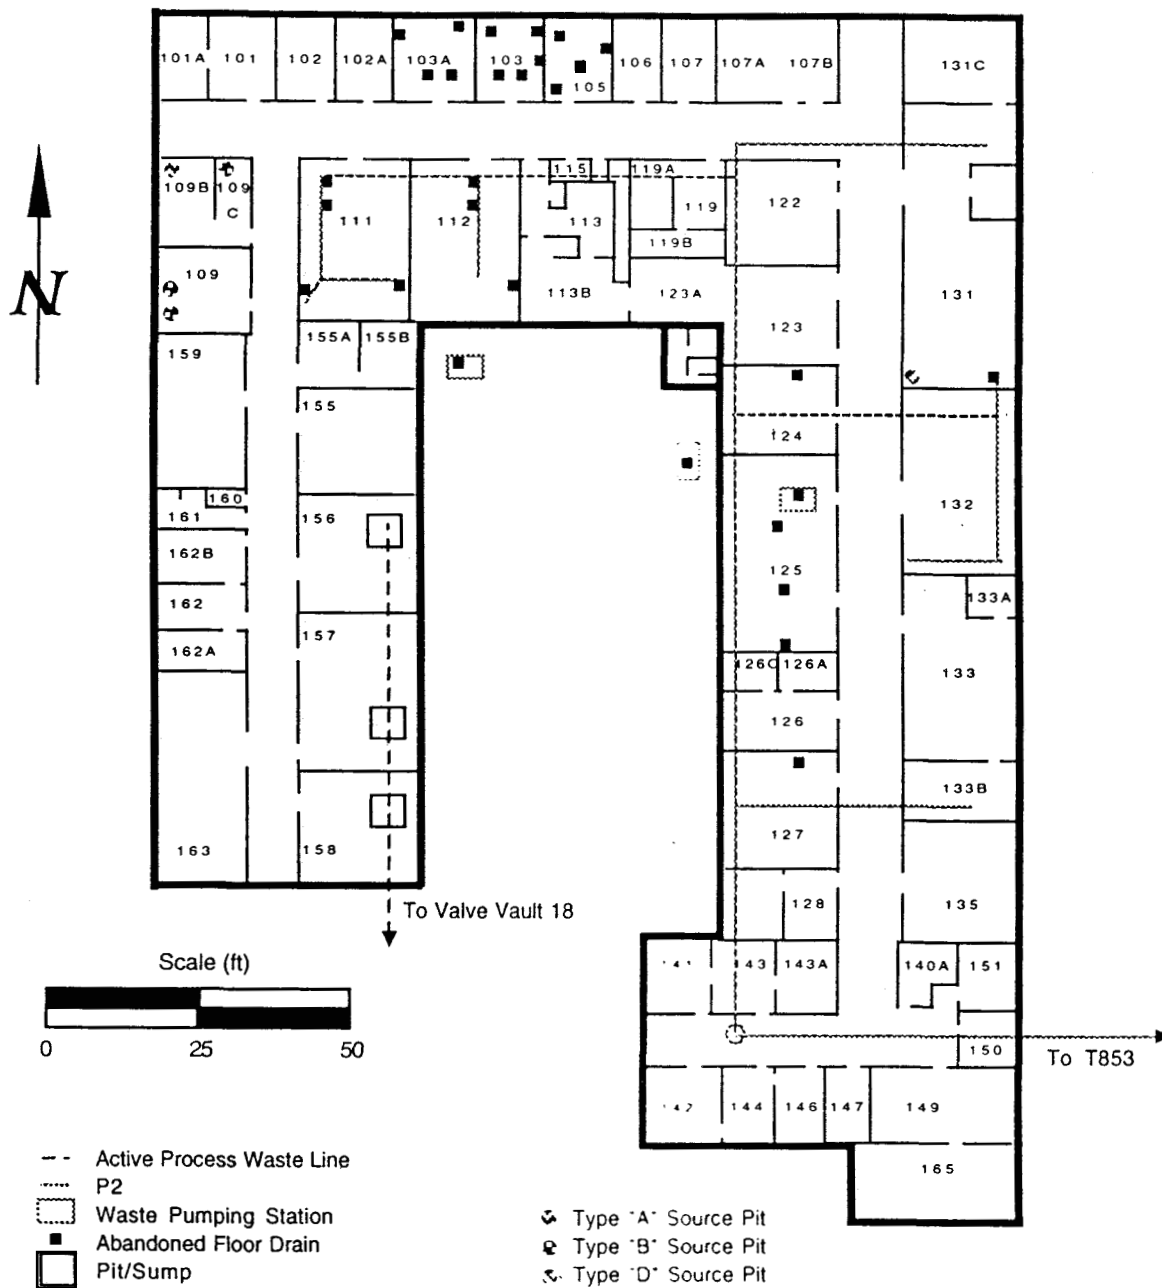 101A 101 102 102A 103A 103 105 106 107 107A 107B 131C
109B 109 C 111 112 115 113 119A 119 119B 122
109 113B 123A 123 131
159 155A 155B
155 124
160 161 156 132
162B 125
162 133A
157
162A 126C 126A 133
126
133B
127
163 158
128 135
To Valve Vault 18
141 143 143A 140A 151
Scale (ft)
0 25 50
150
To T853
N
142 144 146 147 149
165
Active Process Waste Line
P2
Waste Pumping Station
Abandoned Floor Drain
Pit/Sump
Type "A" Source Pit
Type "B" Source Pit
Type "D" Source Pit